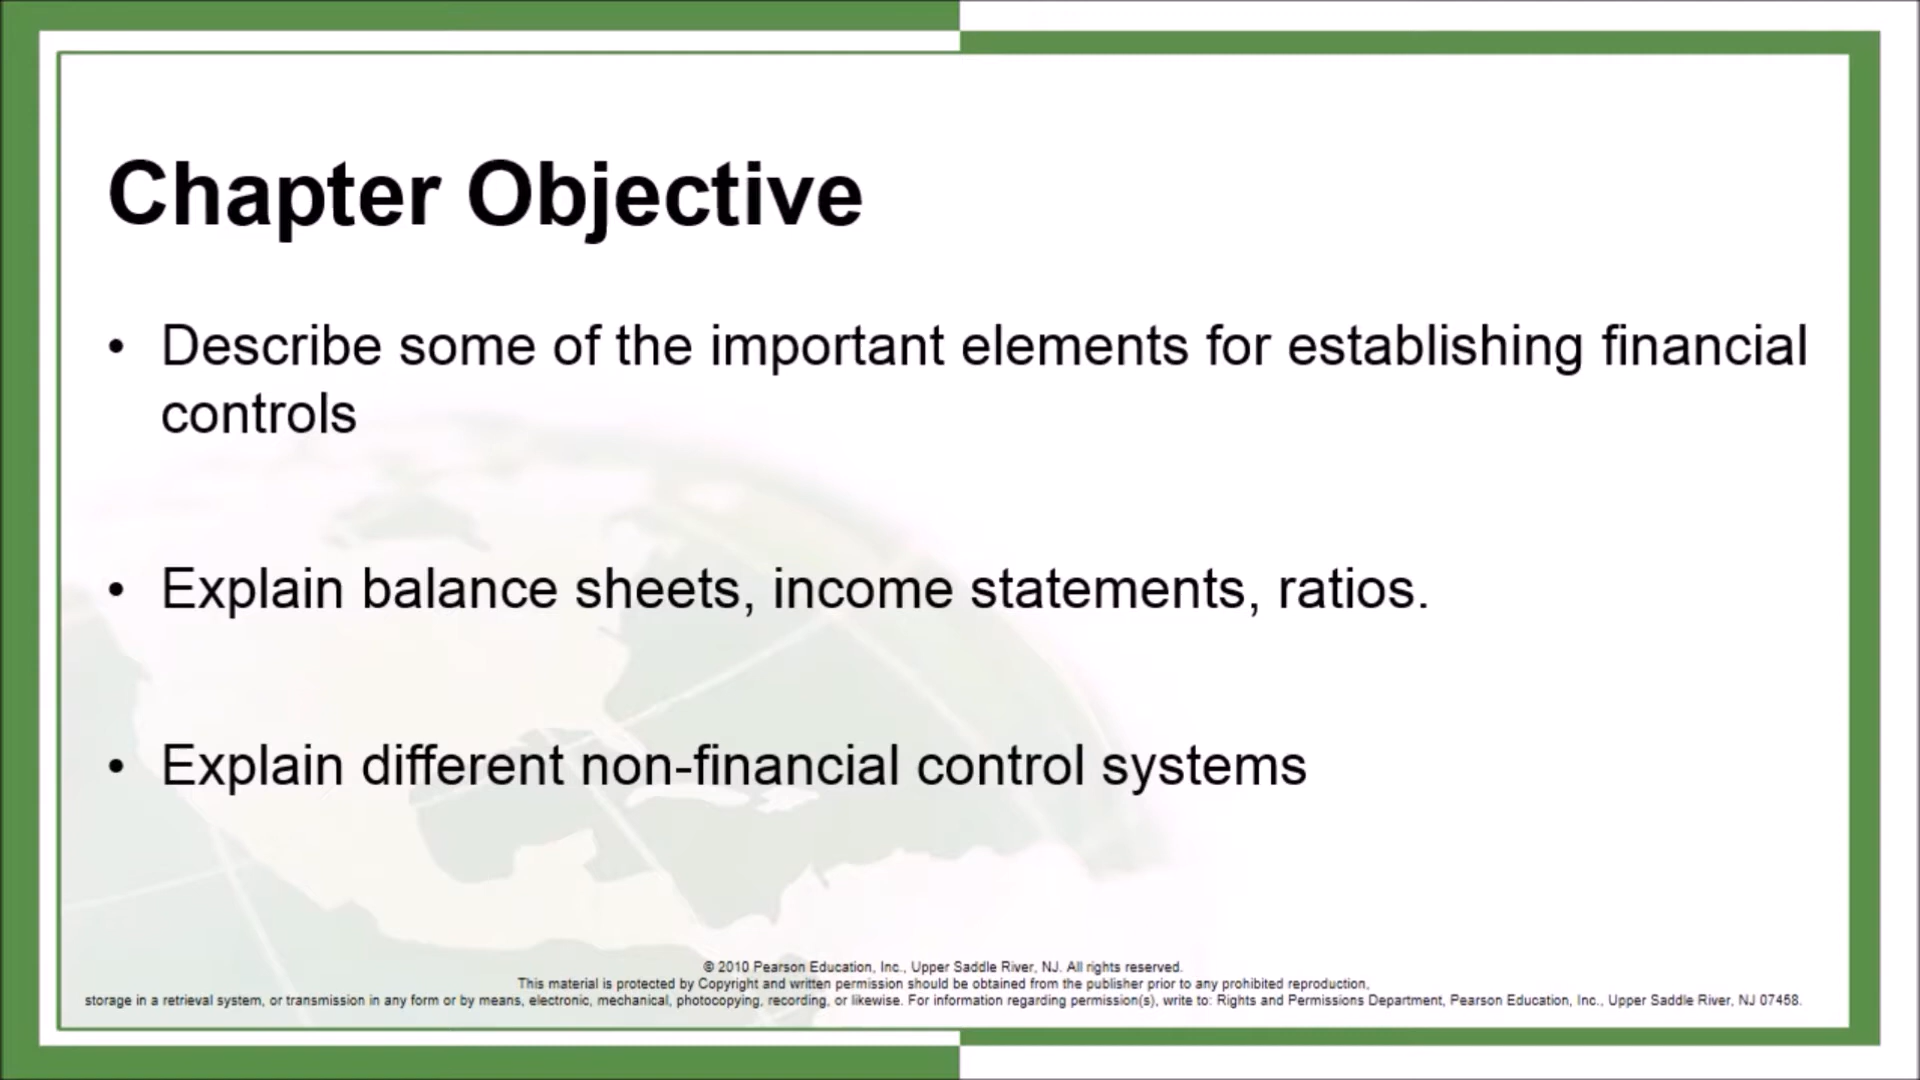 Chapter Objective
• Describe some of the important elements for establishing financial
controls
• Explain balance sheets, income statements, ratios.
• Explain different non-financial control systems
© 2010 Pearson Education, Inc., Upper Saddle River, NJ. All rights reserved.
This material is protected by Copyright and written permission should be obtained from the publisher prior to any prohibited reproduction,
storage in a retrieval system, or transmission in any form or by means, electronic, mechanical, photocopying, recording, or likewise. For information regarding permission(s), write to: Rights and Permissions Department, Pearson Education, Inc., Upper Saddle River, NJ 07458.